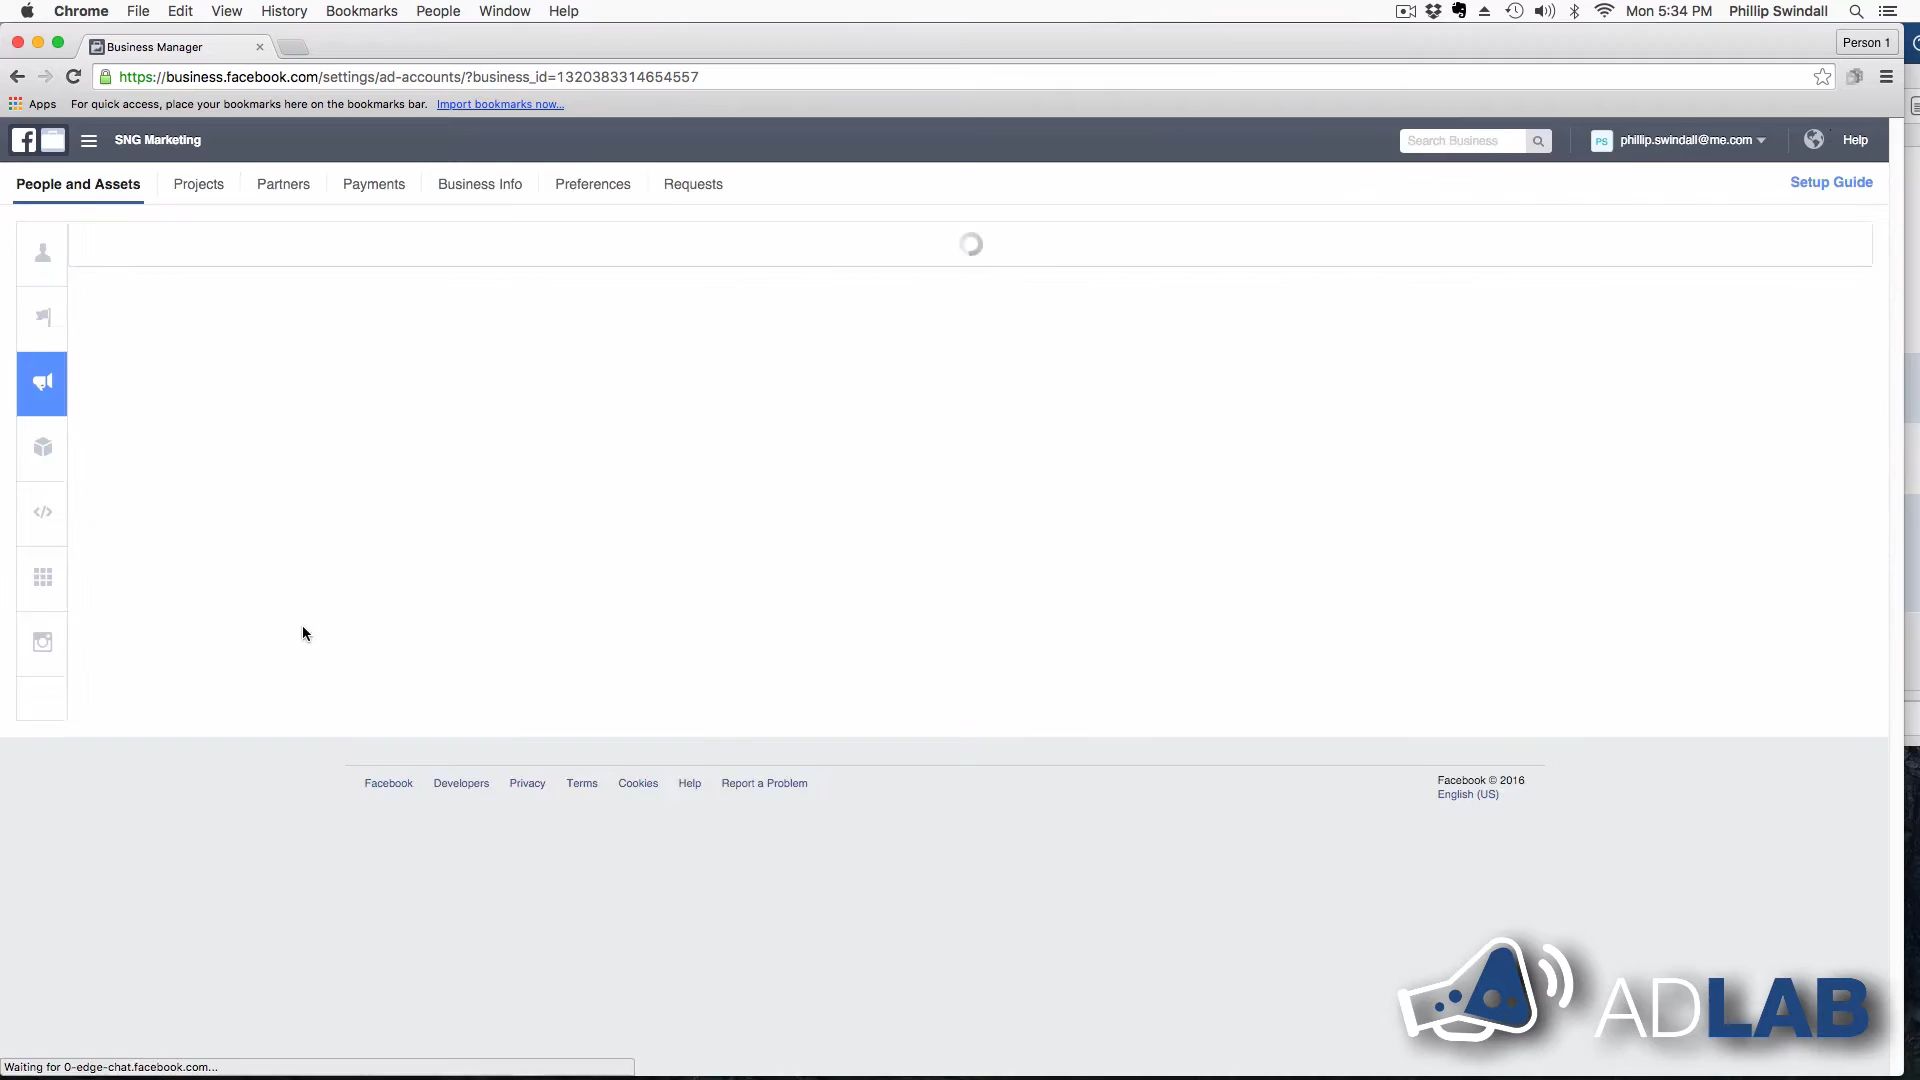 Chrome File Edit View History Bookmarks People Window Help Mon 5:34 PM Phillip Swindall
Business Manager Person 1
https://business.facebook.com/settings/ad-accounts/?business_id=1320383314654557
Apps For quick access, place your bookmarks here on the bookmarks bar. Import bookmarks now...
SNG Marketing Search Business PS phillip.swindall@me.com Help
People and Assets Projects Partners Payments Business Info Preferences Requests Setup Guide
Facebook Developers Privacy Terms Cookies Help Report a Problem Facebook © 2016
English (US)
ADLAB
Waiting for 0-edge-chat.facebook.com...